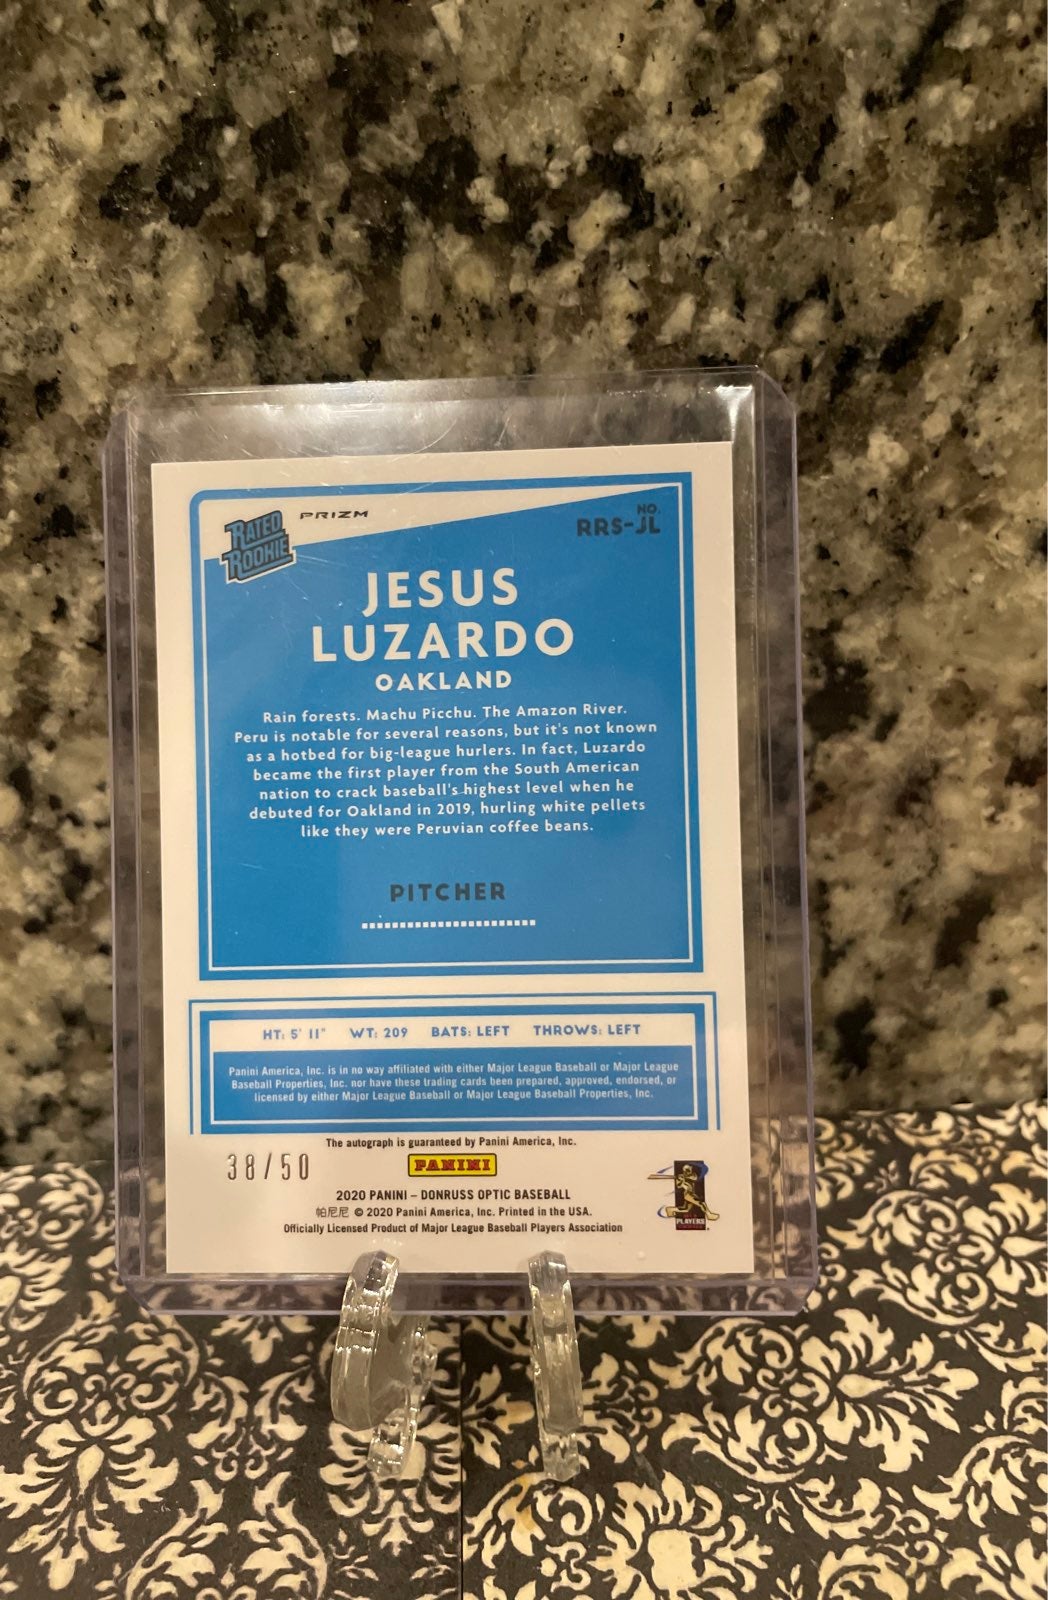 RATED
ROOKIE
PRIZM
NO.
RRS-JL
JESUS
LUZARDO
OAKLAND
Rain forests. Machu Picchu. The Amazon River.
Peru is notable for several reasons, but it's not known
as a hotbed for big-league hurlers. In fact, Luzardo
became the first player from the South American
nation to crack baseball's highest level when he
debuted for Oakland in 2019, hurling white pellets
like they were Peruvian coffee beans.
PITCHER
HT: 5' 11" WT: 209 BATS: LEFT THROWS: LEFT
Panini America, Inc. is in no way affiliated with either Major League Baseball or Major League
Baseball Properties, Inc. nor have these trading cards been prepared, approved, endorsed, or
licensed by either Major League Baseball or Major League Baseball Properties, Inc.
The autograph is guaranteed by Panini America, Inc.
38/50
PANINI
2020 PANINI – DONRUSS OPTIC BASEBALL
帕尼尼 © 2020 Panini America, Inc. Printed in the USA.
Officially Licensed Product of Major League Baseball Players Association
PLAYERS